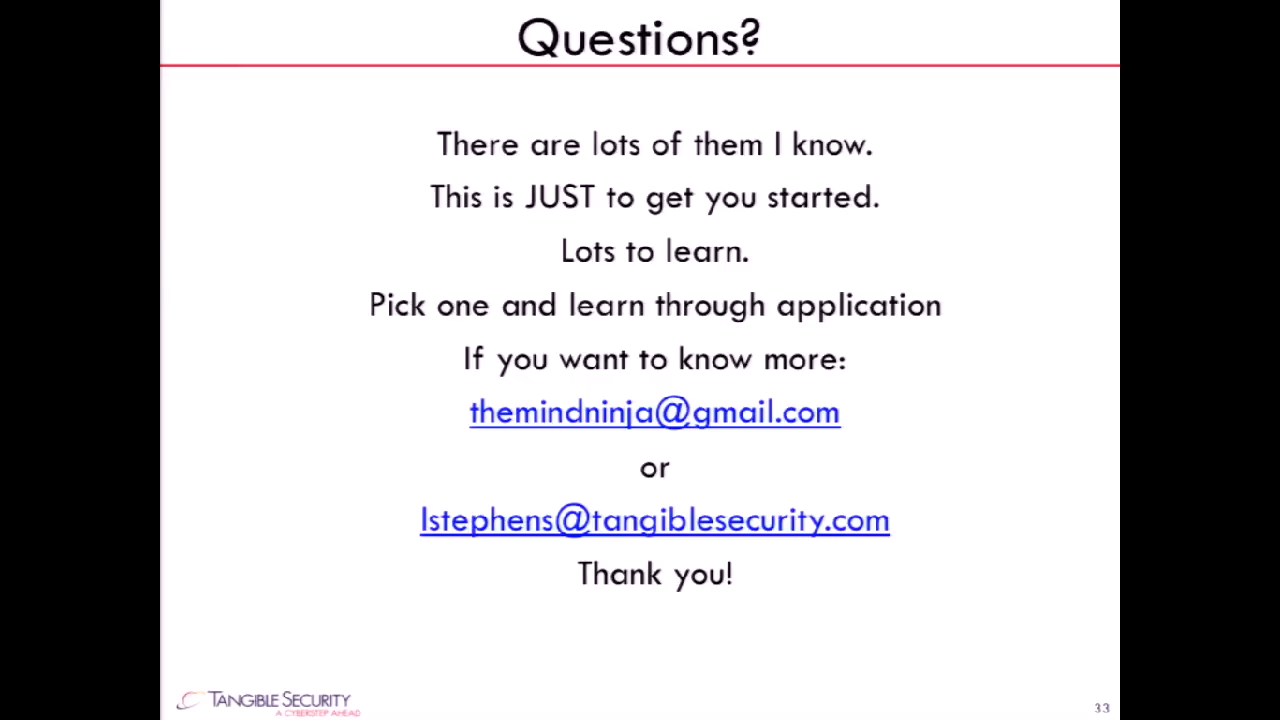 Questions?
There are lots of them I know.
This is JUST to get you started.
Lots to learn.
Pick one and learn through application
If you want to know more:
themindninja@gmail.com
or
lstephens@tangiblesecurity.com
Thank you!
TANGIBLE SECURITY
A CYBERSTEP AHEAD
33